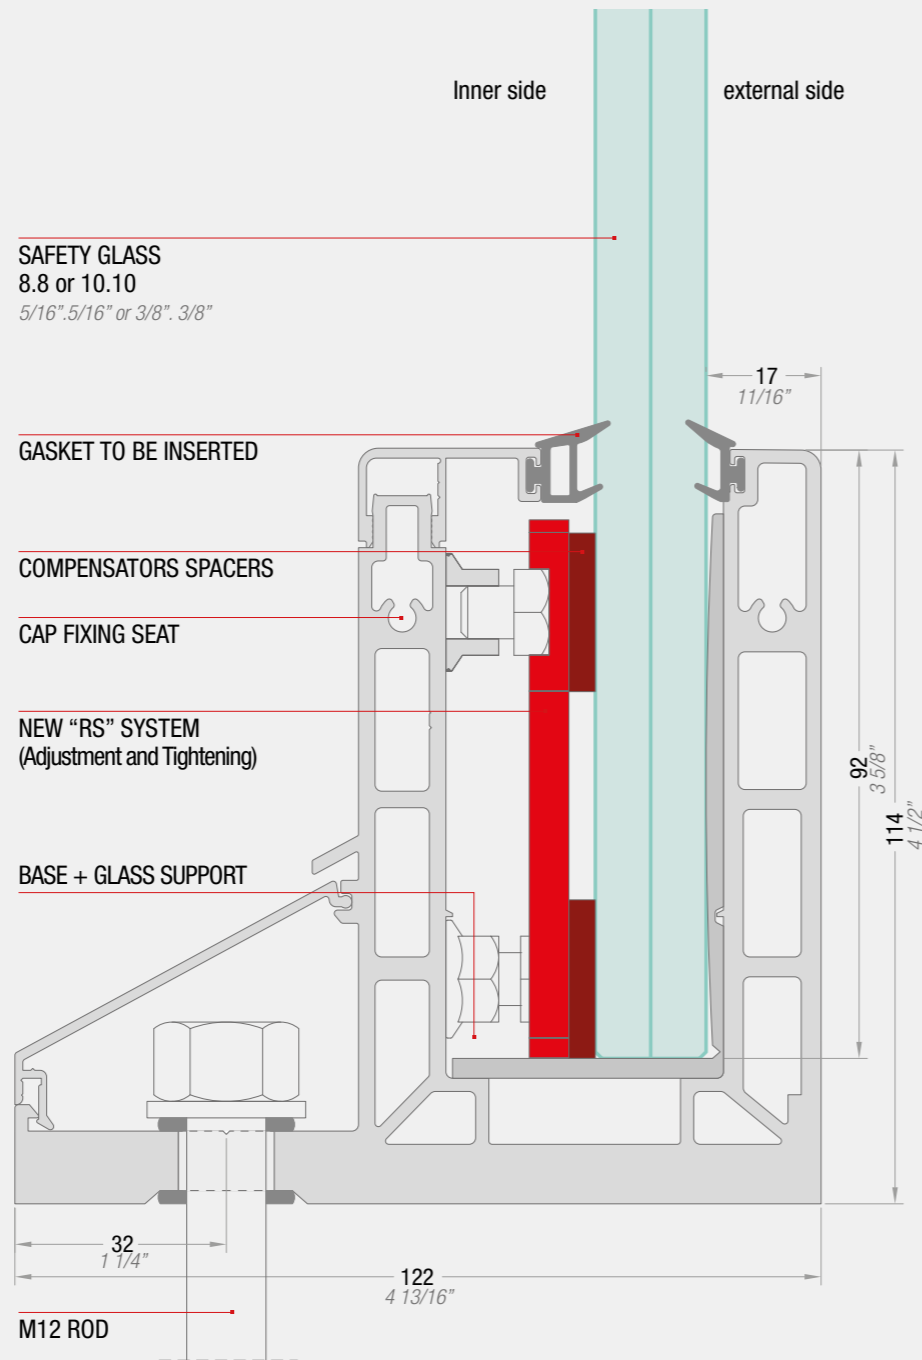 Inner side
external side
SAFETY GLASS
8.8 or 10.10
5/16”.5/16” or 3/8”. 3/8”
17
11/16”
GASKET TO BE INSERTED
COMPENSATORS SPACERS
CAP FIXING SEAT
NEW “RS” SYSTEM
(Adjustment and Tightening)
92
3 5/8”
114
4 1/2”
BASE + GLASS SUPPORT
32
1 1/4”
122
4 13/16”
M12 ROD